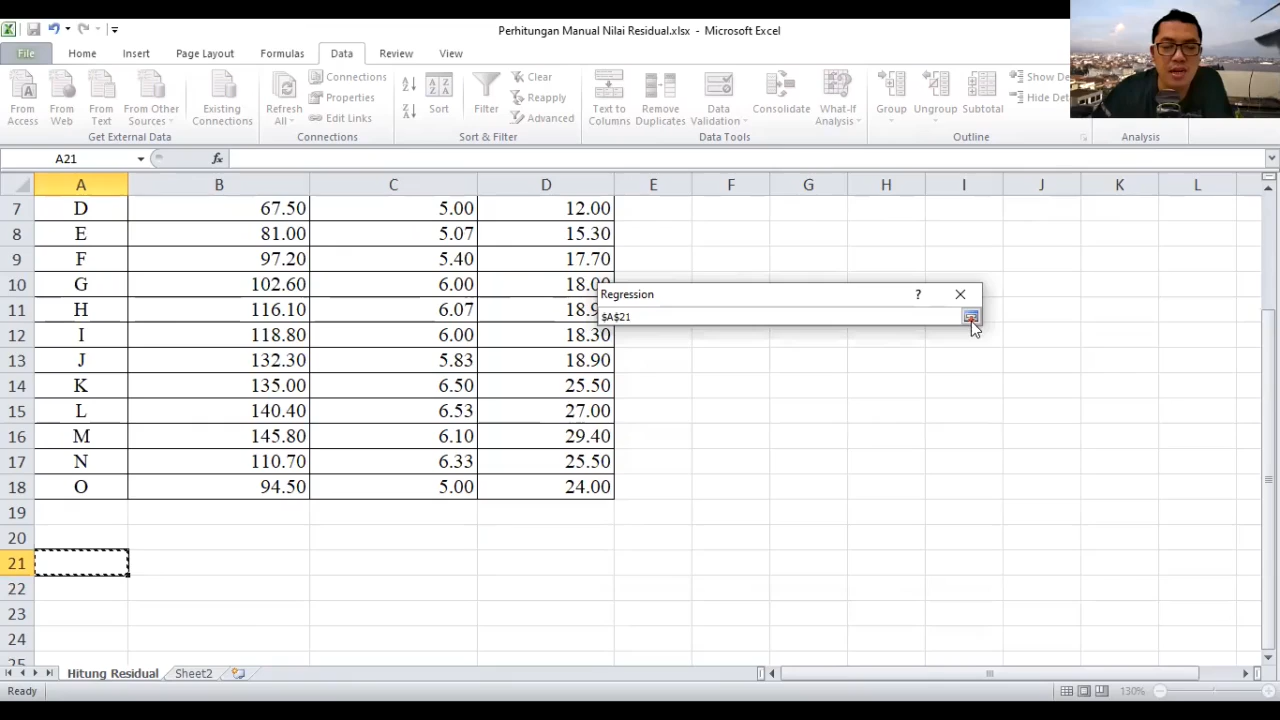 Perhitungan Manual Nilai Residual.xlsx - Microsoft Excel
File Home Insert Page Layout Formulas Data Review View
From Access
From Web
From Text
From Other Sources
Existing Connections
Refresh All
Connections
Properties
Edit Links
Sort
Filter
Clear
Reapply
Advanced
Text to Columns
Remove Duplicates
Data Validation
Consolidate
What-If Analysis
Group
Ungroup
Subtotal
Show De
Hide Det
Get External Data Connections Sort & Filter Data Tools Outline Analysis
A21 fx
A B C D E F G H I J K L
7 D 67.50 5.00 12.00
8 E 81.00 5.07 15.30
9 F 97.20 5.40 17.70
10 G 102.60 6.00 18.00
11 H 116.10 6.07 18.9
12 I 118.80 6.00 18.30
13 J 132.30 5.83 18.90
14 K 135.00 6.50 25.50
15 L 140.40 6.53 27.00
16 M 145.80 6.10 29.40
17 N 110.70 6.33 25.50
18 O 94.50 5.00 24.00
19
20
21
22
23
24
25
Regression ?
$A$21
Hitung Residual Sheet2
Ready 130%